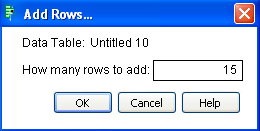 Add Rows...
Data Table: Untitled 10
How many rows to add: 15
OK Cancel Help